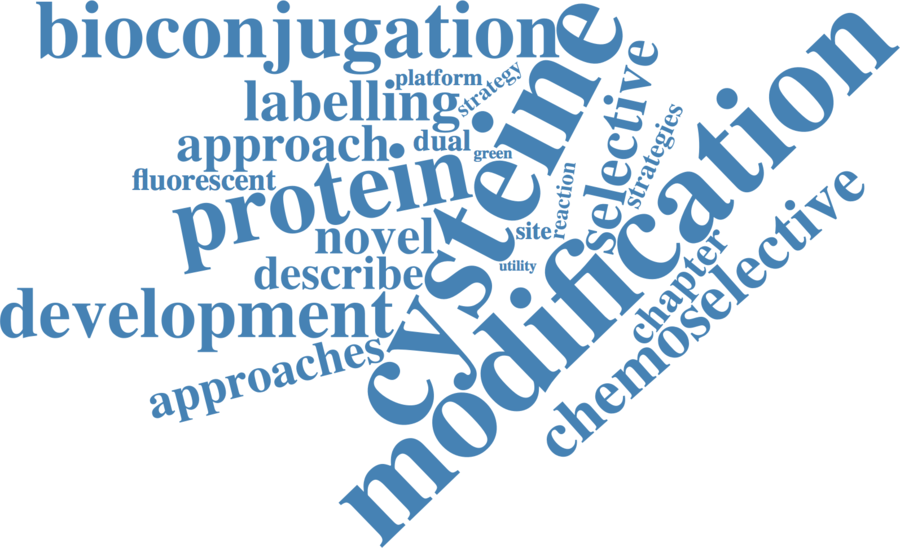 bioconjugation
platform
strategy
labelling
approach
dual
green
fluorescent
protein
cysteine
selective
strategies
modification
reaction
site
novel
utility
describe
development
chapter
chemoselective
approaches